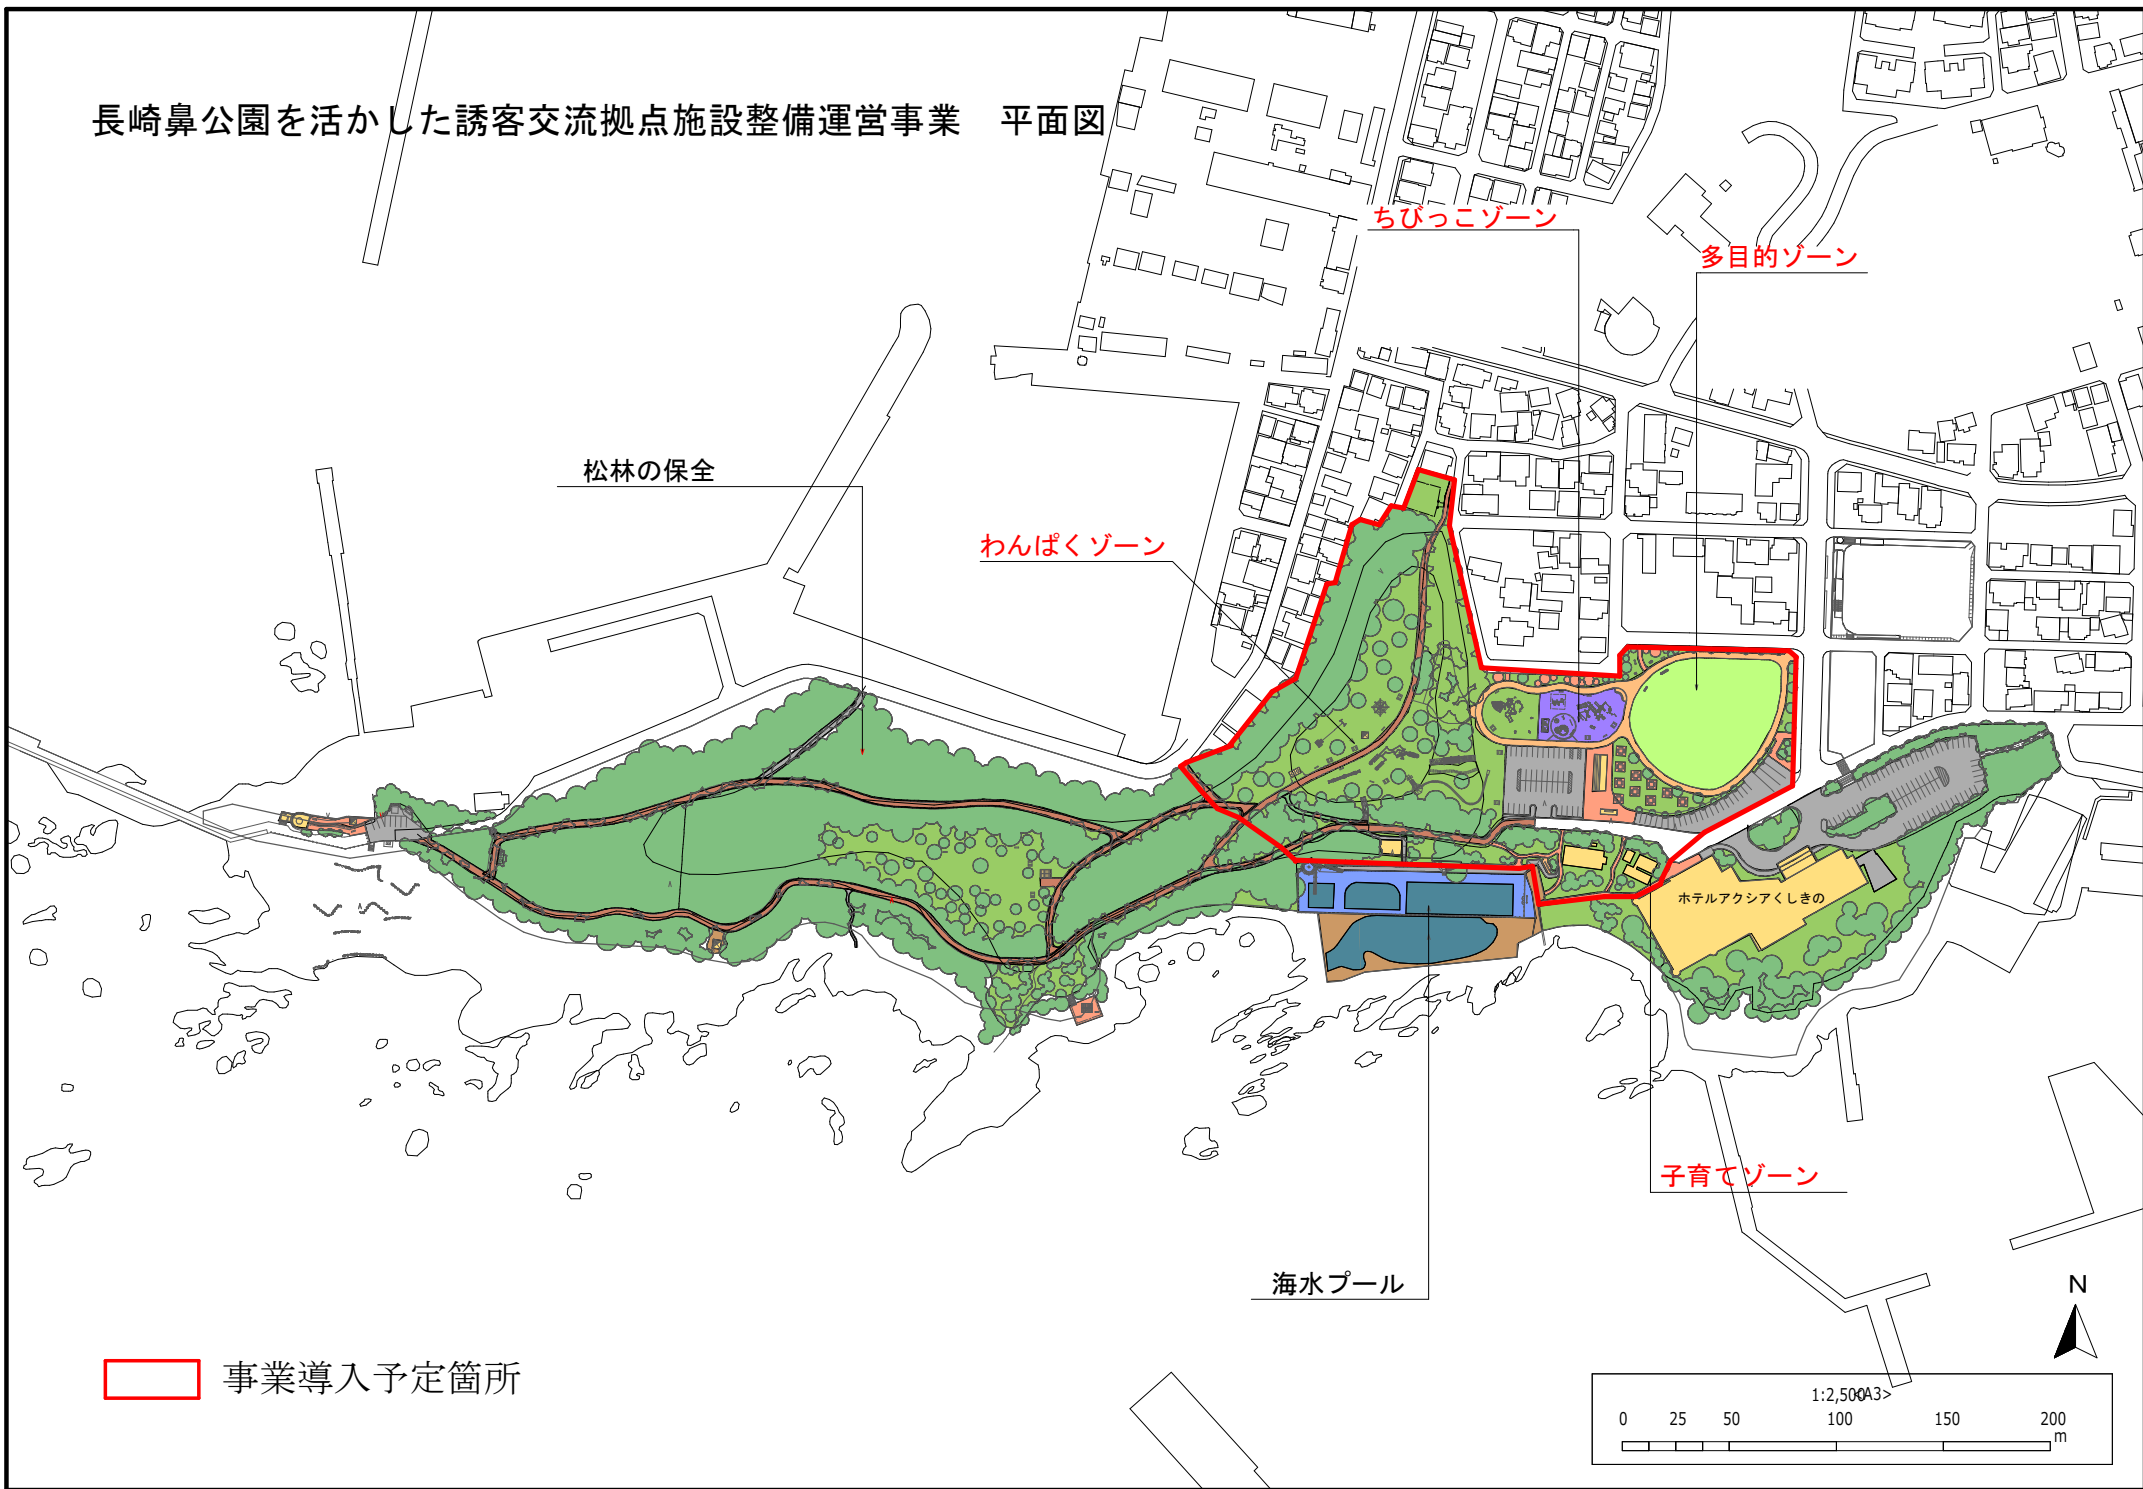 長崎鼻公園を活かした誘客交流拠点施設整備運営事業　平面図
ちびっこゾーン
多目的ゾーン
松林の保全
わんぱくゾーン
ホテルアクシアくしきの
子育てゾーン
海水プール
N
事業導入予定箇所
1:2,500<A3>
0 25 50 100 150 200
m